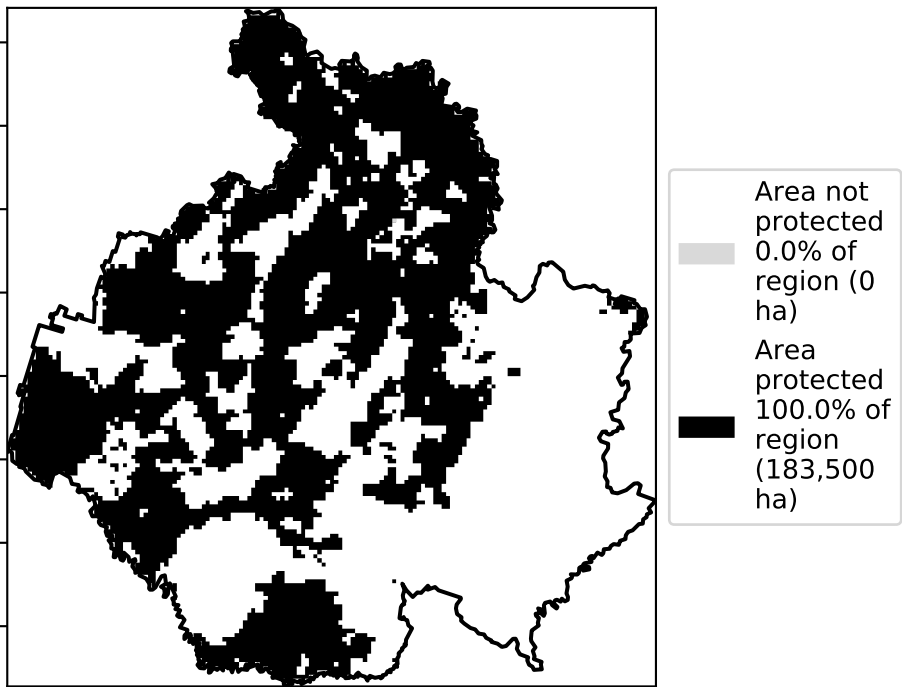 Area not
protected
0.0% of
region (0
ha)
Area
protected
100.0% of
region
(183,500
ha)